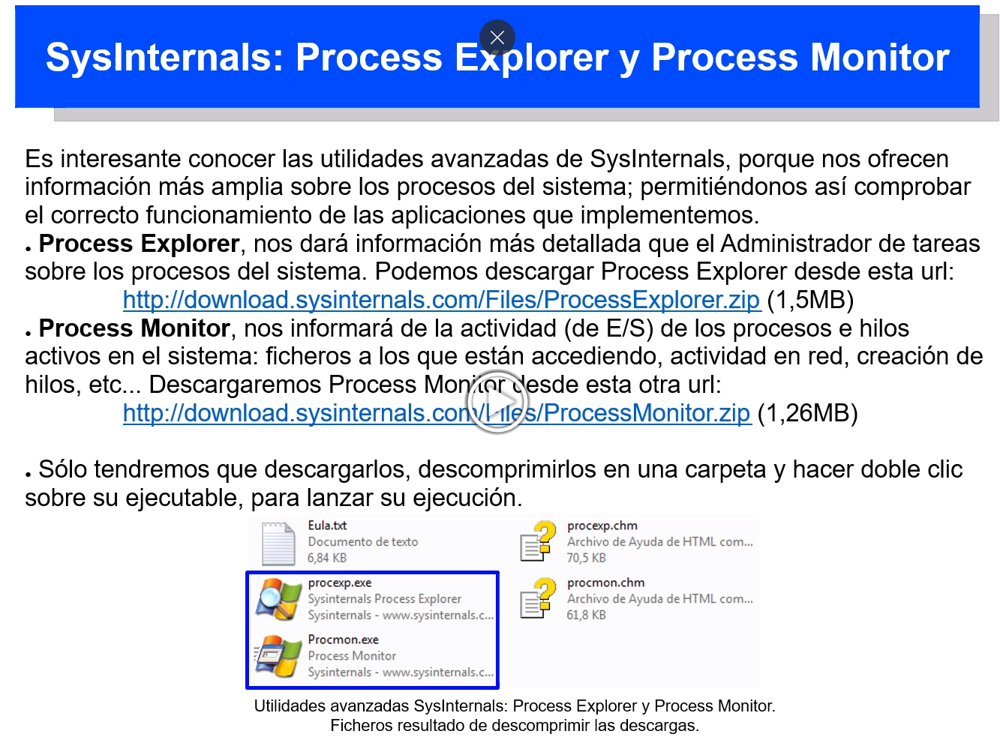 SysInternals: Process Explorer y Process Monitor
Es interesante conocer las utilidades avanzadas de SysInternals, porque nos ofrecen
información más amplia sobre los procesos del sistema; permitiéndonos así comprobar
el correcto funcionamiento de las aplicaciones que implementemos.
● Process Explorer, nos dará información más detallada que el Administrador de tareas
sobre los procesos del sistema. Podemos descargar Process Explorer desde esta url:
http://download.sysinternals.com/Files/ProcessExplorer.zip (1,5MB)
● Process Monitor, nos informará de la actividad (de E/S) de los procesos e hilos
activos en el sistema: ficheros a los que están accediendo, actividad en red, creación de
hilos, etc... Descargaremos Process Monitor desde esta otra url:
http://download.sysinternals.com/Files/ProcessMonitor.zip (1,26MB)
● Sólo tendremos que descargarlos, descomprimirlos en una carpeta y hacer doble clic
sobre su ejecutable, para lanzar su ejecución.
Eula.txt
Documento de texto
6,84 KB
procexp.chm
Archivo de Ayuda de HTML com...
70,5 KB
procexp.exe
Sysinternals Process Explorer
Sysinternals - www.sysinternals.c...
procmon.chm
Archivo de Ayuda de HTML com...
61,8 KB
Procmon.exe
Process Monitor
Sysinternals - www.sysinternals.c...
Utilidades avanzadas SysInternals: Process Explorer y Process Monitor.
Ficheros resultado de descomprimir las descargas.